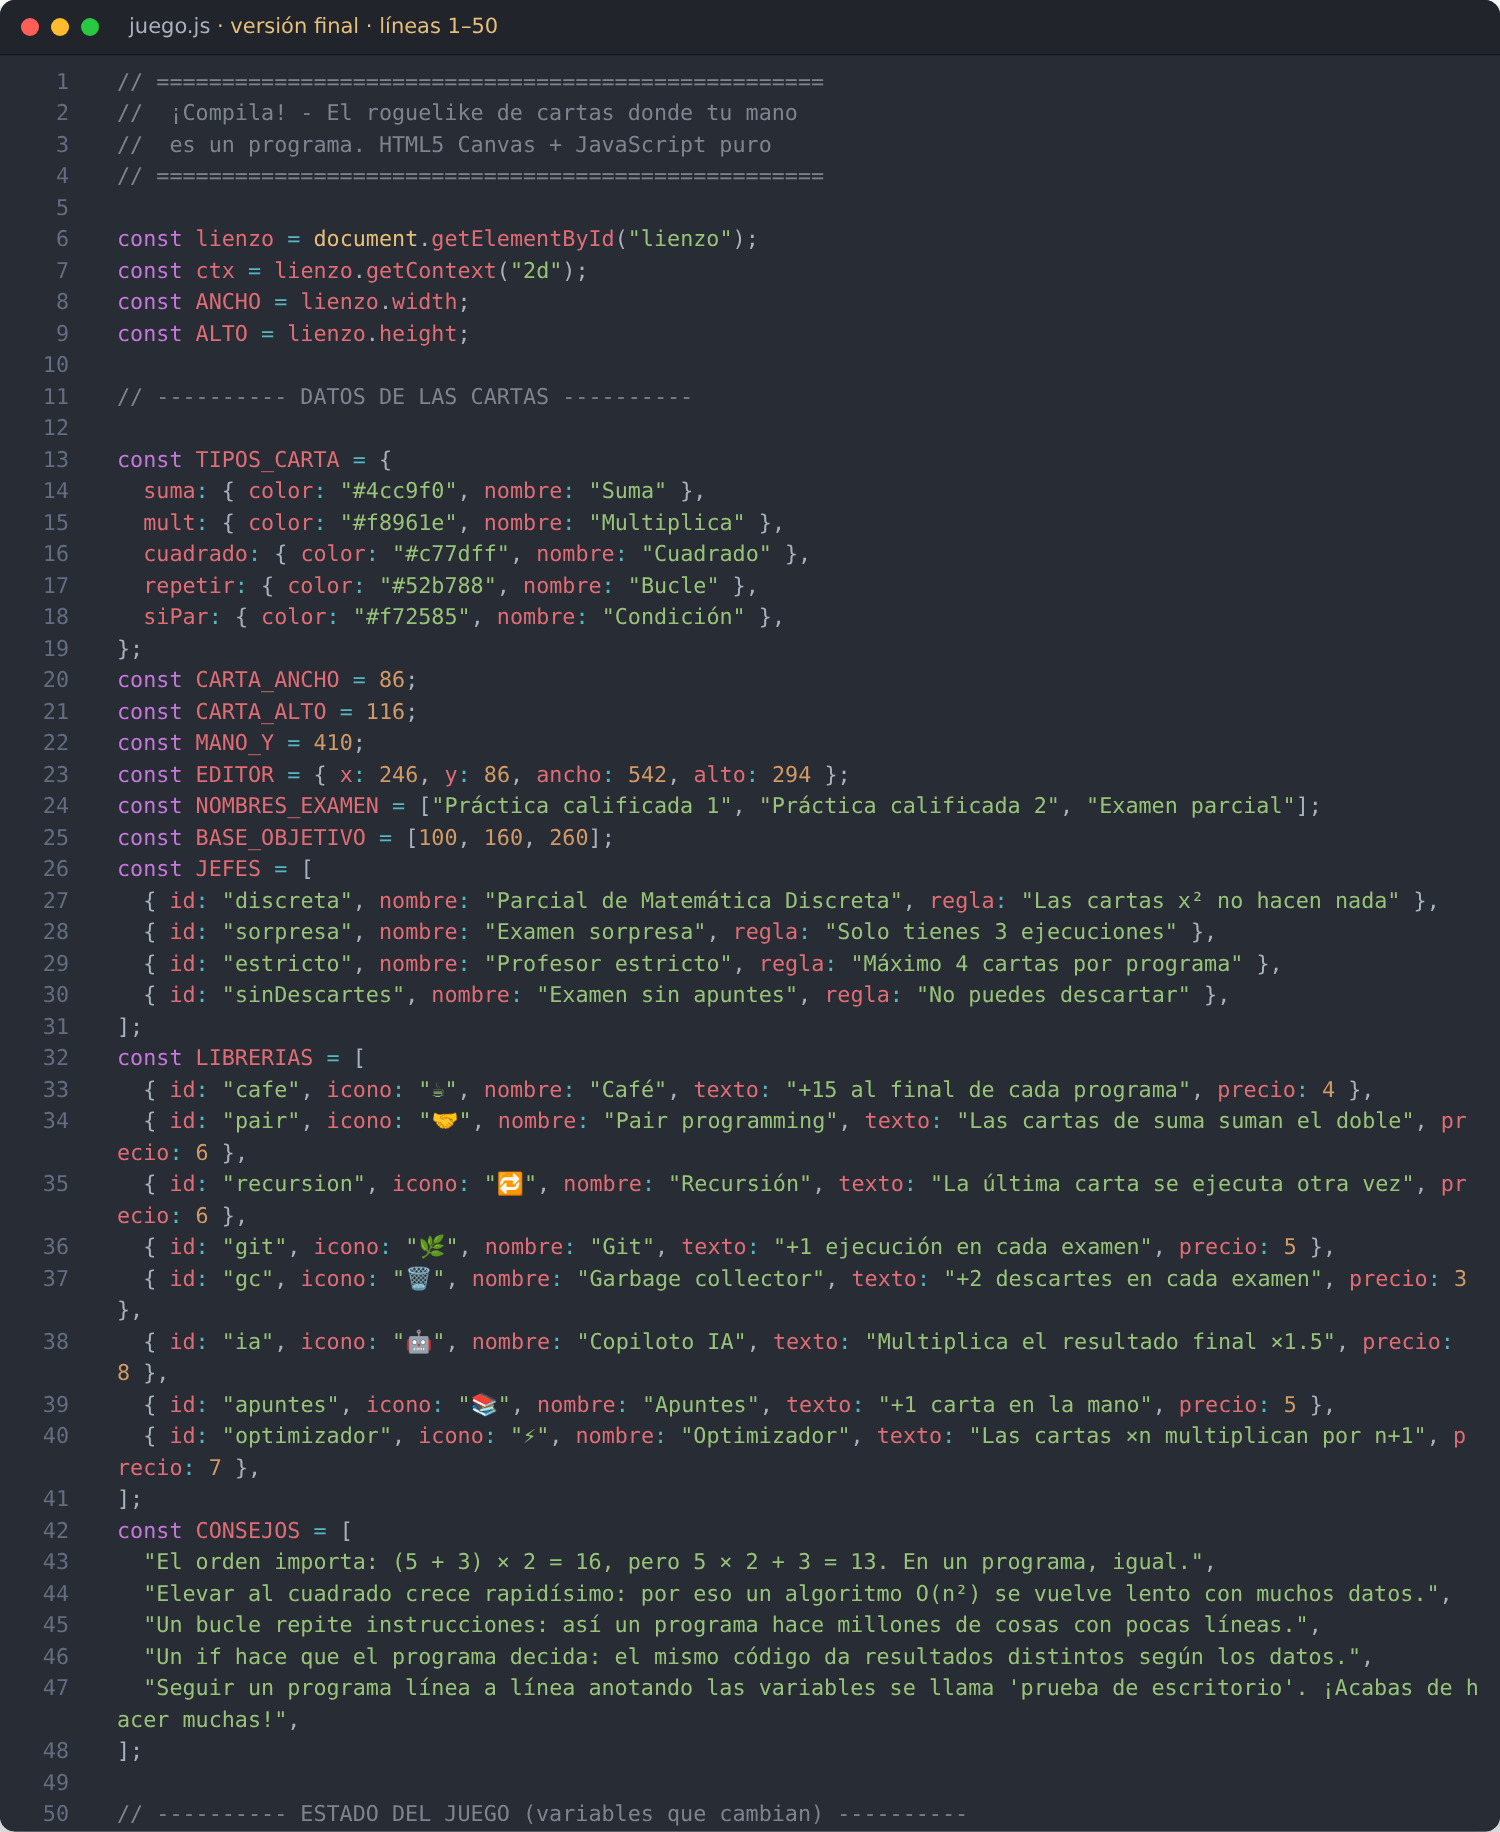 juego.js · versión final · líneas 1–50
1 // ===================================================
2 //  ¡Compila! - El roguelike de cartas donde tu mano
3 //  es un programa. HTML5 Canvas + JavaScript puro
4 // ===================================================
5
6 const lienzo = document.getElementById("lienzo");
7 const ctx = lienzo.getContext("2d");
8 const ANCHO = lienzo.width;
9 const ALTO = lienzo.height;
10
11 // ---------- DATOS DE LAS CARTAS ----------
12
13 const TIPOS_CARTA = {
14   suma: { color: "#4cc9f0", nombre: "Suma" },
15   mult: { color: "#f8961e", nombre: "Multiplica" },
16   cuadrado: { color: "#c77dff", nombre: "Cuadrado" },
17   repetir: { color: "#52b788", nombre: "Bucle" },
18   siPar: { color: "#f72585", nombre: "Condición" },
19 };
20 const CARTA_ANCHO = 86;
21 const CARTA_ALTO = 116;
22 const MANO_Y = 410;
23 const EDITOR = { x: 246, y: 86, ancho: 542, alto: 294 };
24 const NOMBRES_EXAMEN = ["Práctica calificada 1", "Práctica calificada 2", "Examen parcial"];
25 const BASE_OBJETIVO = [100, 160, 260];
26 const JEFES = [
27   { id: "discreta", nombre: "Parcial de Matemática Discreta", regla: "Las cartas x² no hacen nada" },
28   { id: "sorpresa", nombre: "Examen sorpresa", regla: "Solo tienes 3 ejecuciones" },
29   { id: "estricto", nombre: "Profesor estricto", regla: "Máximo 4 cartas por programa" },
30   { id: "sinDescartes", nombre: "Examen sin apuntes", regla: "No puedes descartar" },
31 ];
32 const LIBRERIAS = [
33   { id: "cafe", icono: "☕", nombre: "Café", texto: "+15 al final de cada programa", precio: 4 },
34   { id: "pair", icono: "🤝", nombre: "Pair programming", texto: "Las cartas de suma suman el doble", pr
ecio: 6 },
35   { id: "recursion", icono: "🔁", nombre: "Recursión", texto: "La última carta se ejecuta otra vez", pr
ecio: 6 },
36   { id: "git", icono: "🌿", nombre: "Git", texto: "+1 ejecución en cada examen", precio: 5 },
37   { id: "gc", icono: "🗑️", nombre: "Garbage collector", texto: "+2 descartes en cada examen", precio: 3
},
38   { id: "ia", icono: "🤖", nombre: "Copiloto IA", texto: "Multiplica el resultado final ×1.5", precio:
8 },
39   { id: "apuntes", icono: "📚", nombre: "Apuntes", texto: "+1 carta en la mano", precio: 5 },
40   { id: "optimizador", icono: "⚡", nombre: "Optimizador", texto: "Las cartas ×n multiplican por n+1", p
recio: 7 },
41 ];
42 const CONSEJOS = [
43   "El orden importa: (5 + 3) × 2 = 16, pero 5 × 2 + 3 = 13. En un programa, igual.",
44   "Elevar al cuadrado crece rapidísimo: por eso un algoritmo O(n²) se vuelve lento con muchos datos.",
45   "Un bucle repite instrucciones: así un programa hace millones de cosas con pocas líneas.",
46   "Un if hace que el programa decida: el mismo código da resultados distintos según los datos.",
47   "Seguir un programa línea a línea anotando las variables se llama 'prueba de escritorio'. ¡Acabas de h
acer muchas!",
48 ];
49
50 // ---------- ESTADO DEL JUEGO (variables que cambian) ----------